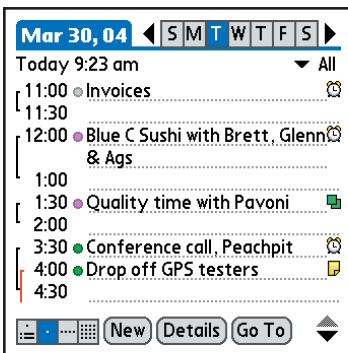 Mar 30, 04 S M T W T F S
Today 9:23 am All
11:00 Invoices
11:30
12:00 Blue C Sushi with Brett, Glenn
& Ags
1:00
1:30 Quality time with Pavoni
2:00
3:30 Conference call, Peachpit
4:00 Drop off GPS testers
4:30
New Details Go To